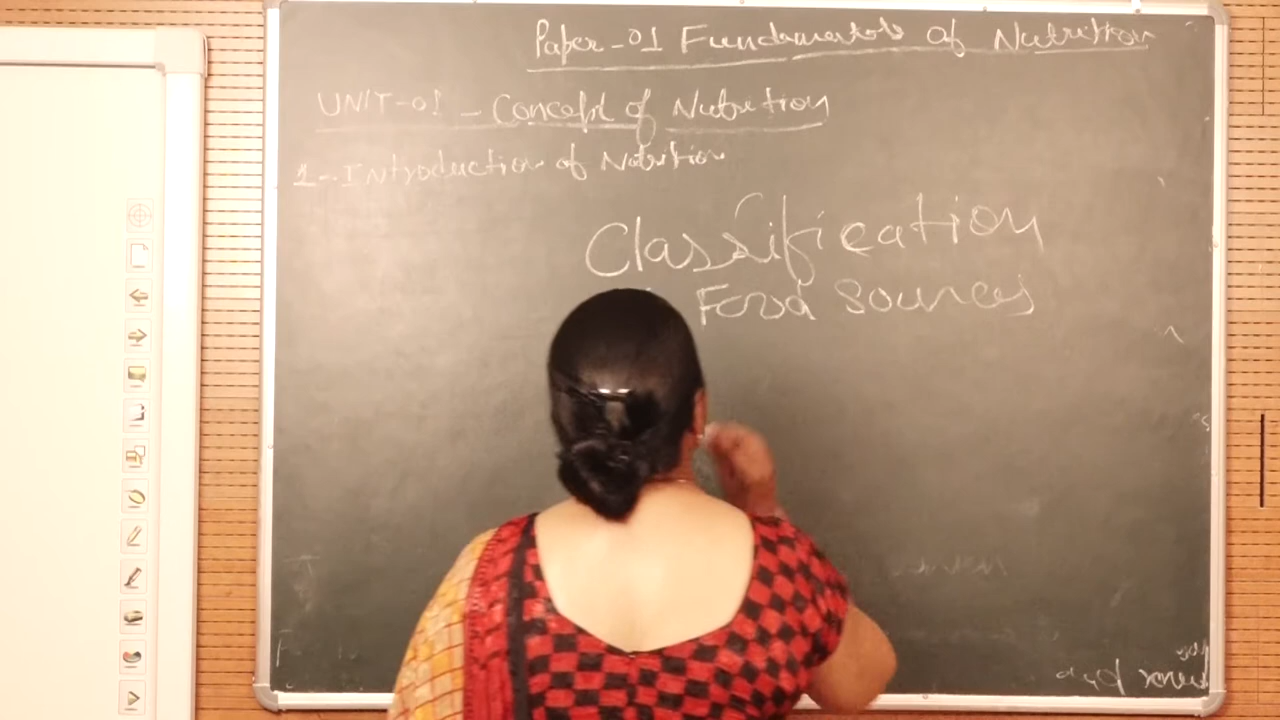 Paper-01 Fundamentals of Nutrition
UNIT-01 - Concept of Nutrition
1-Introduction of Nutrition
Classification
Food sources